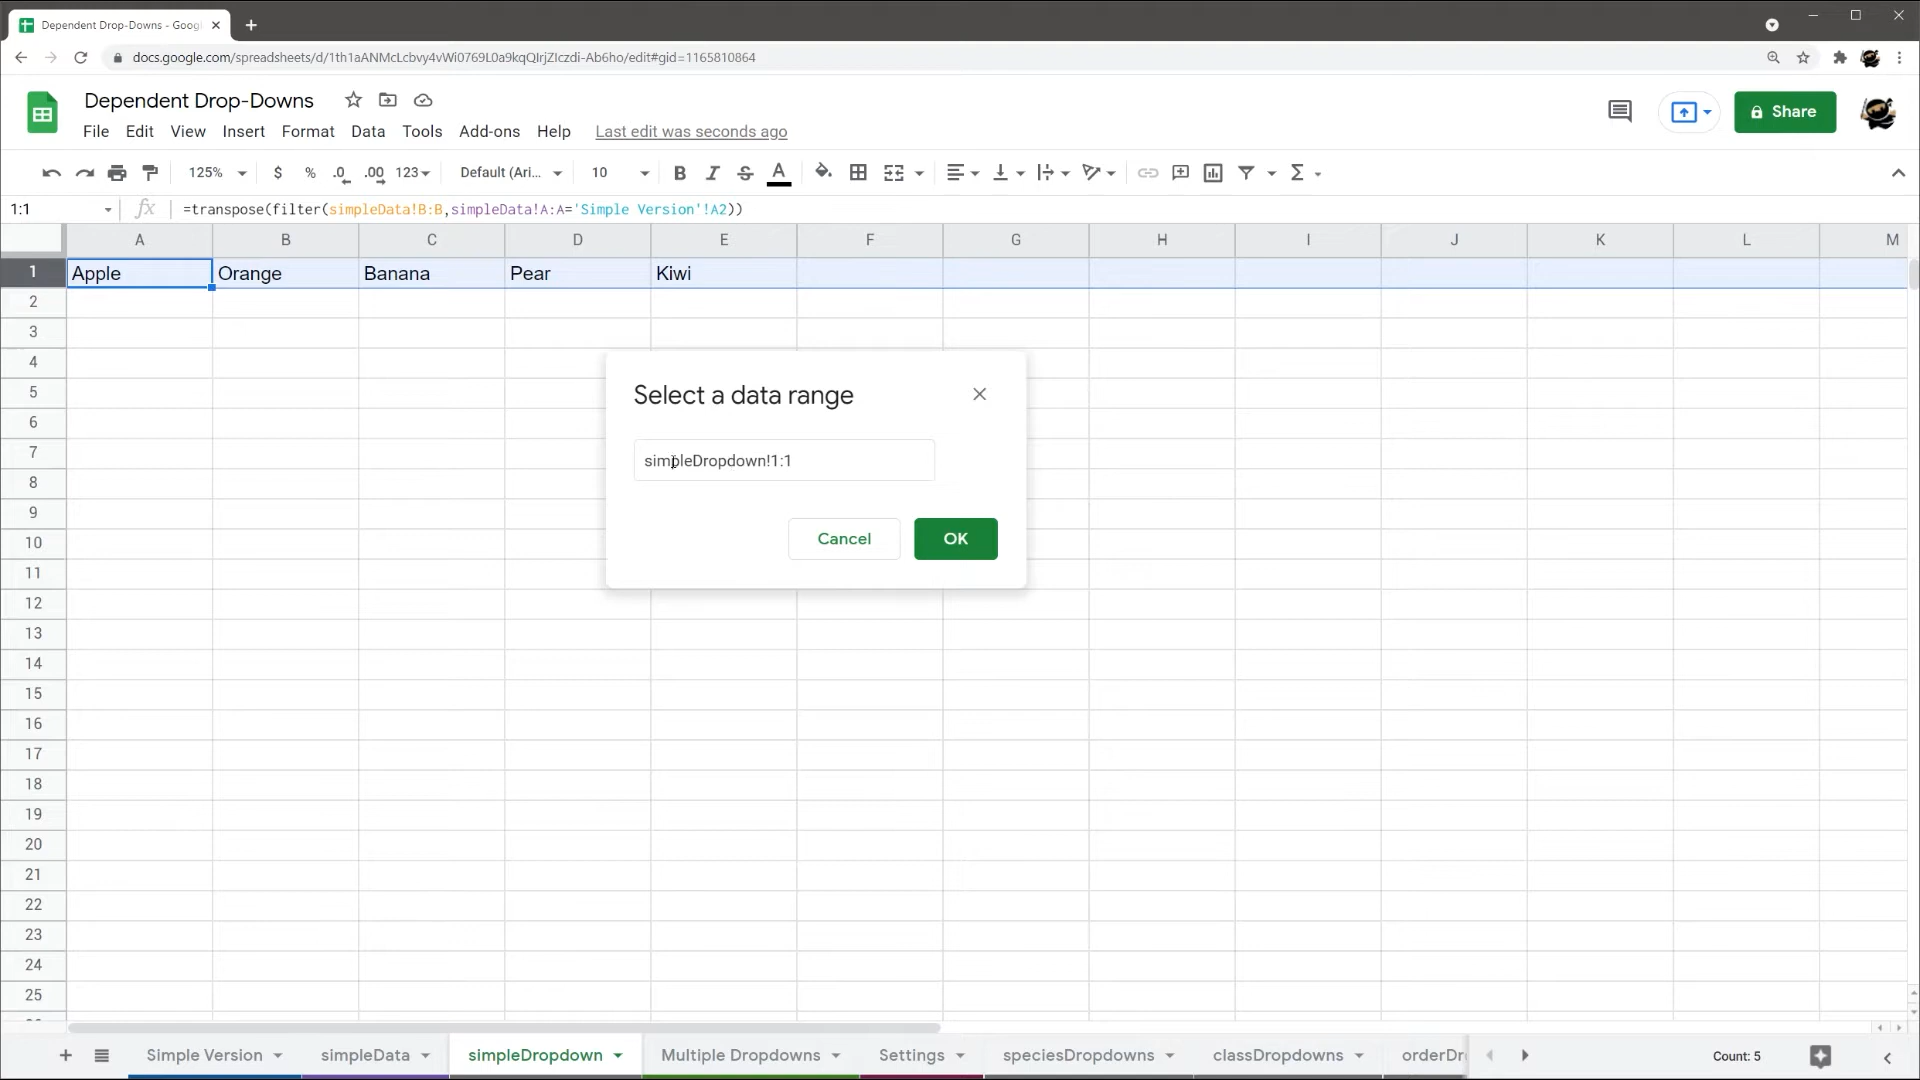 Dependent Drop-Downs - Goog
docs.google.com/spreadsheets/d/1th1aANMcLcbvy4vWi0769L0a9kqQIrjZIczdi-Ab6ho/edit#gid=1165810864
Dependent Drop-Downs
File Edit View Insert Format Data Tools Add-ons Help Last edit was seconds ago
Share
125% $ % .0 .00 123 Default (Ari... 10 B I S A
1:1 fx =transpose(filter(simpleData!B:B,simpleData!A:A='Simple Version'!A2))
A B C D E F G H I J K L M
1 Apple Orange Banana Pear Kiwi
2
3
4
Select a data range
5
6
7
simpleDropdown!1:1
8
9
10
Cancel OK
11
12
13
14
15
16
17
18
19
20
21
22
23
24
25
Simple Version simpleData simpleDropdown Multiple Dropdowns Settings speciesDropdowns classDropdowns orderDr Count: 5